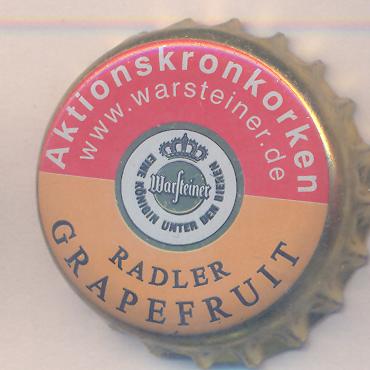 Aktionskronkorken
www.warsteiner.de
Warsteiner
EINE KÖNIGIN UNTER DEN BIEREN
RADLER
GRAPEFRUIT